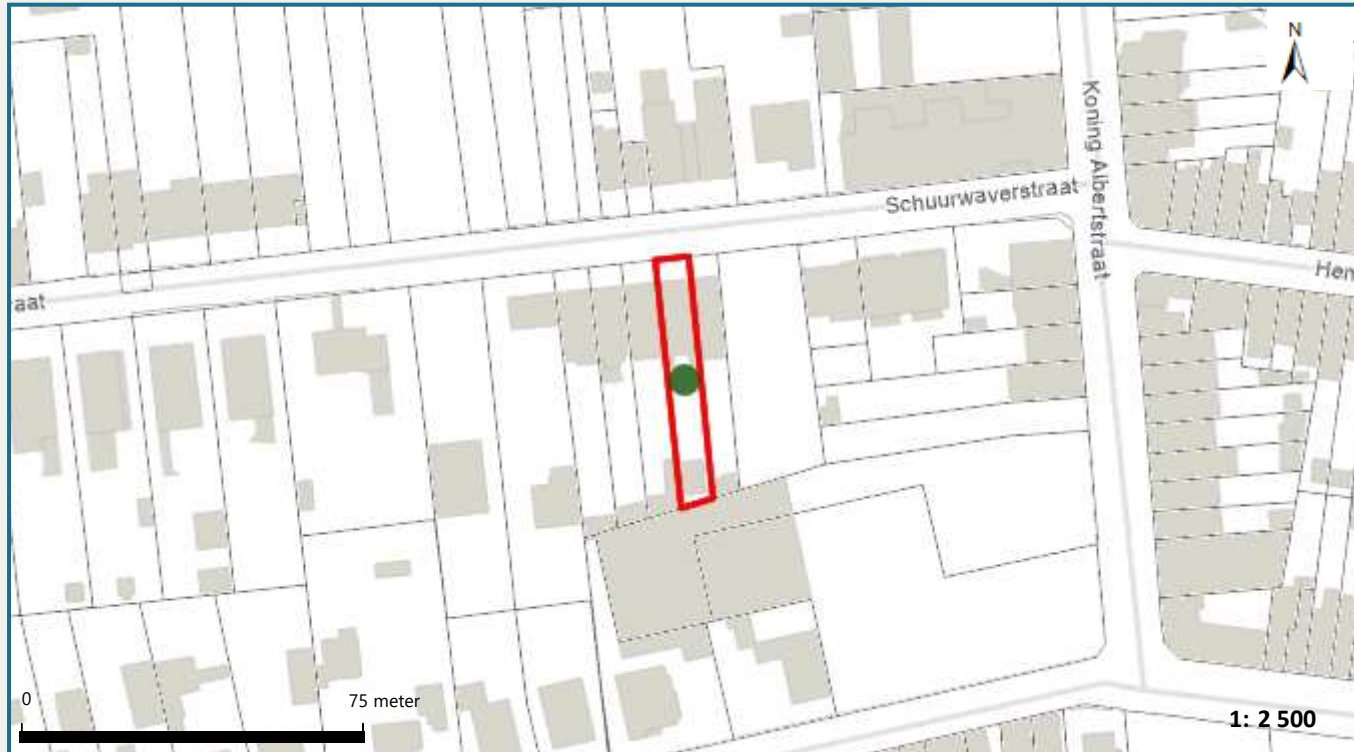 N
Koning Albertstraat
Schuurwaverstraat
Hen
raat
0
75 meter
1: 2 500